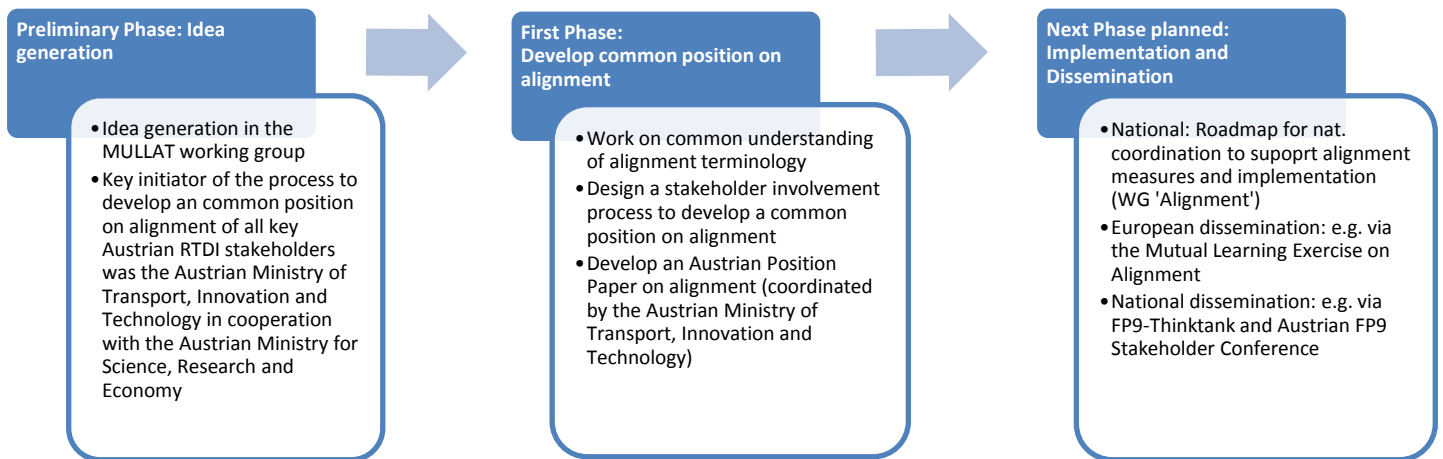 Preliminary Phase: Idea
generation
•Idea generation in the
MULLAT working group
•Key initiator of the process to
develop an common position
on alignment of all key
Austrian RTDI stakeholders
was the Austrian Ministry of
Transport, Innovation and
Technology in cooperation
with the Austrian Ministry for
Science, Research and
Economy
First Phase:
Develop common position on
alignment
•Work on common understanding
of alignment terminology
•Design a stakeholder involvement
process to develop a common
position on alignment
•Develop an Austrian Position
Paper on alignment (coordinated
by the Austrian Ministry of
Transport, Innovation and
Technology)
Next Phase planned:
Implementation and
Dissemination
•National: Roadmap for nat.
coordination to supoprt alignment
measures and implementation
(WG 'Alignment')
•European dissemination: e.g. via
the Mutual Learning Exercise on
Alignment
•National dissemination: e.g. via
FP9-Thinktank and Austrian FP9
Stakeholder Conference